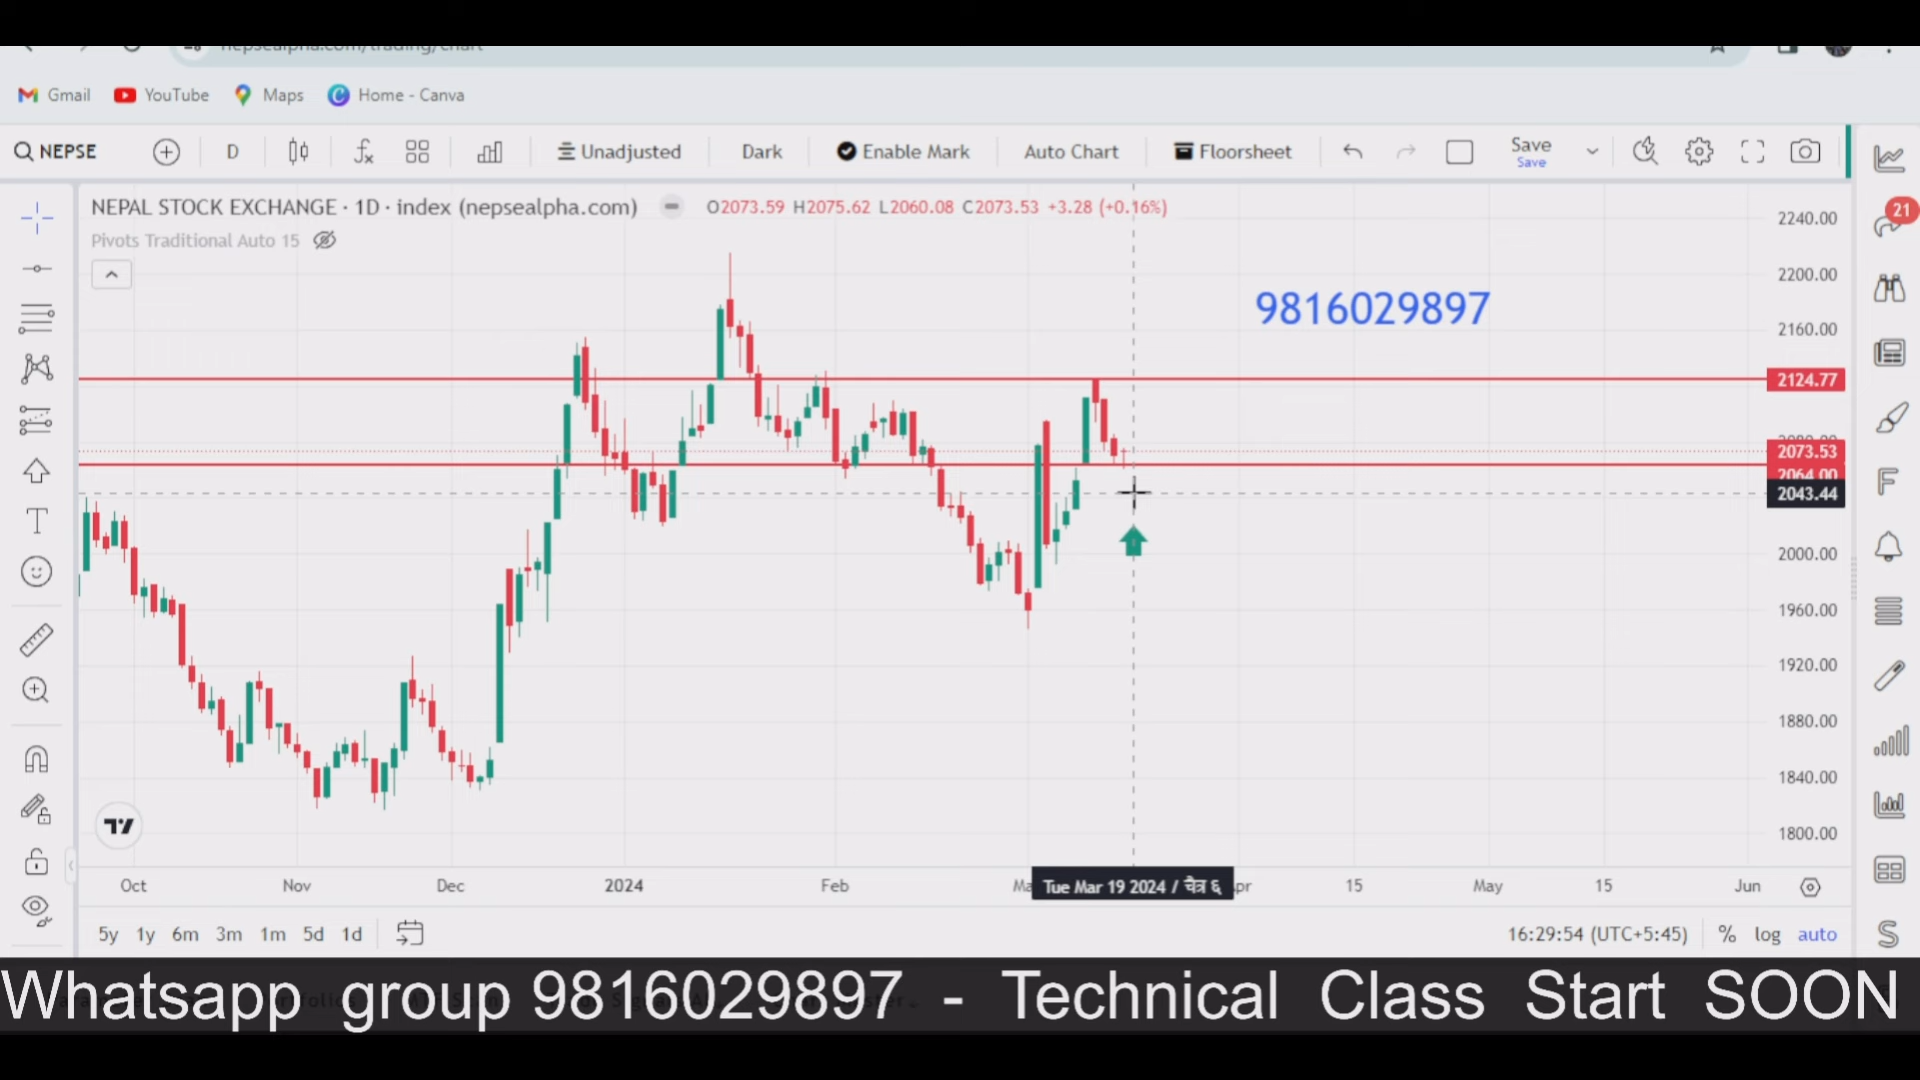 Gmail YouTube Maps Home - Canva
NEPSE D Unadjusted Dark Enable Mark Auto Chart Floorsheet Save
Save
NEPAL STOCK EXCHANGE · 1D · index (nepsealpha.com) O2073.59 H2075.62 L2060.08 C2073.53 +3.28 (+0.16%)
21
Pivots Traditional Auto 15
9816029897
2240.00
2200.00
2160.00
2124.77
2073.53
2064.00
2043.44
2000.00
1960.00
1920.00
1880.00
1840.00
1800.00
Oct Nov Dec 2024 Feb Tue Mar 19 2024 / चैत्र ६ 15 May 15 Jun
5y 1y 6m 3m 1m 5d 1d 16:29:54 (UTC+5:45) % log auto
Whatsapp group 9816029897 - Technical Class Start SOON